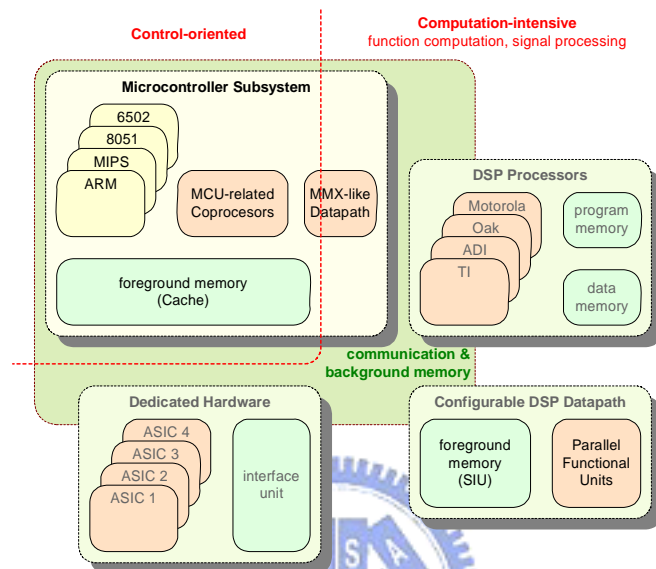 Control-oriented
Computation-intensive
function computation, signal processing
Microcontroller Subsystem
6502
8051
MIPS
ARM
MCU-related
Coprocesors
MMX-like
Datapath
foreground memory
(Cache)
DSP Processors
Motorola
Oak
ADI
TI
program
memory
data
memory
communication &
background memory
Dedicated Hardware
ASIC 4
ASIC 3
ASIC 2
ASIC 1
interface
unit
Configurable DSP Datapath
foreground
memory
(SIU)
Parallel
Functional
Units
S
A